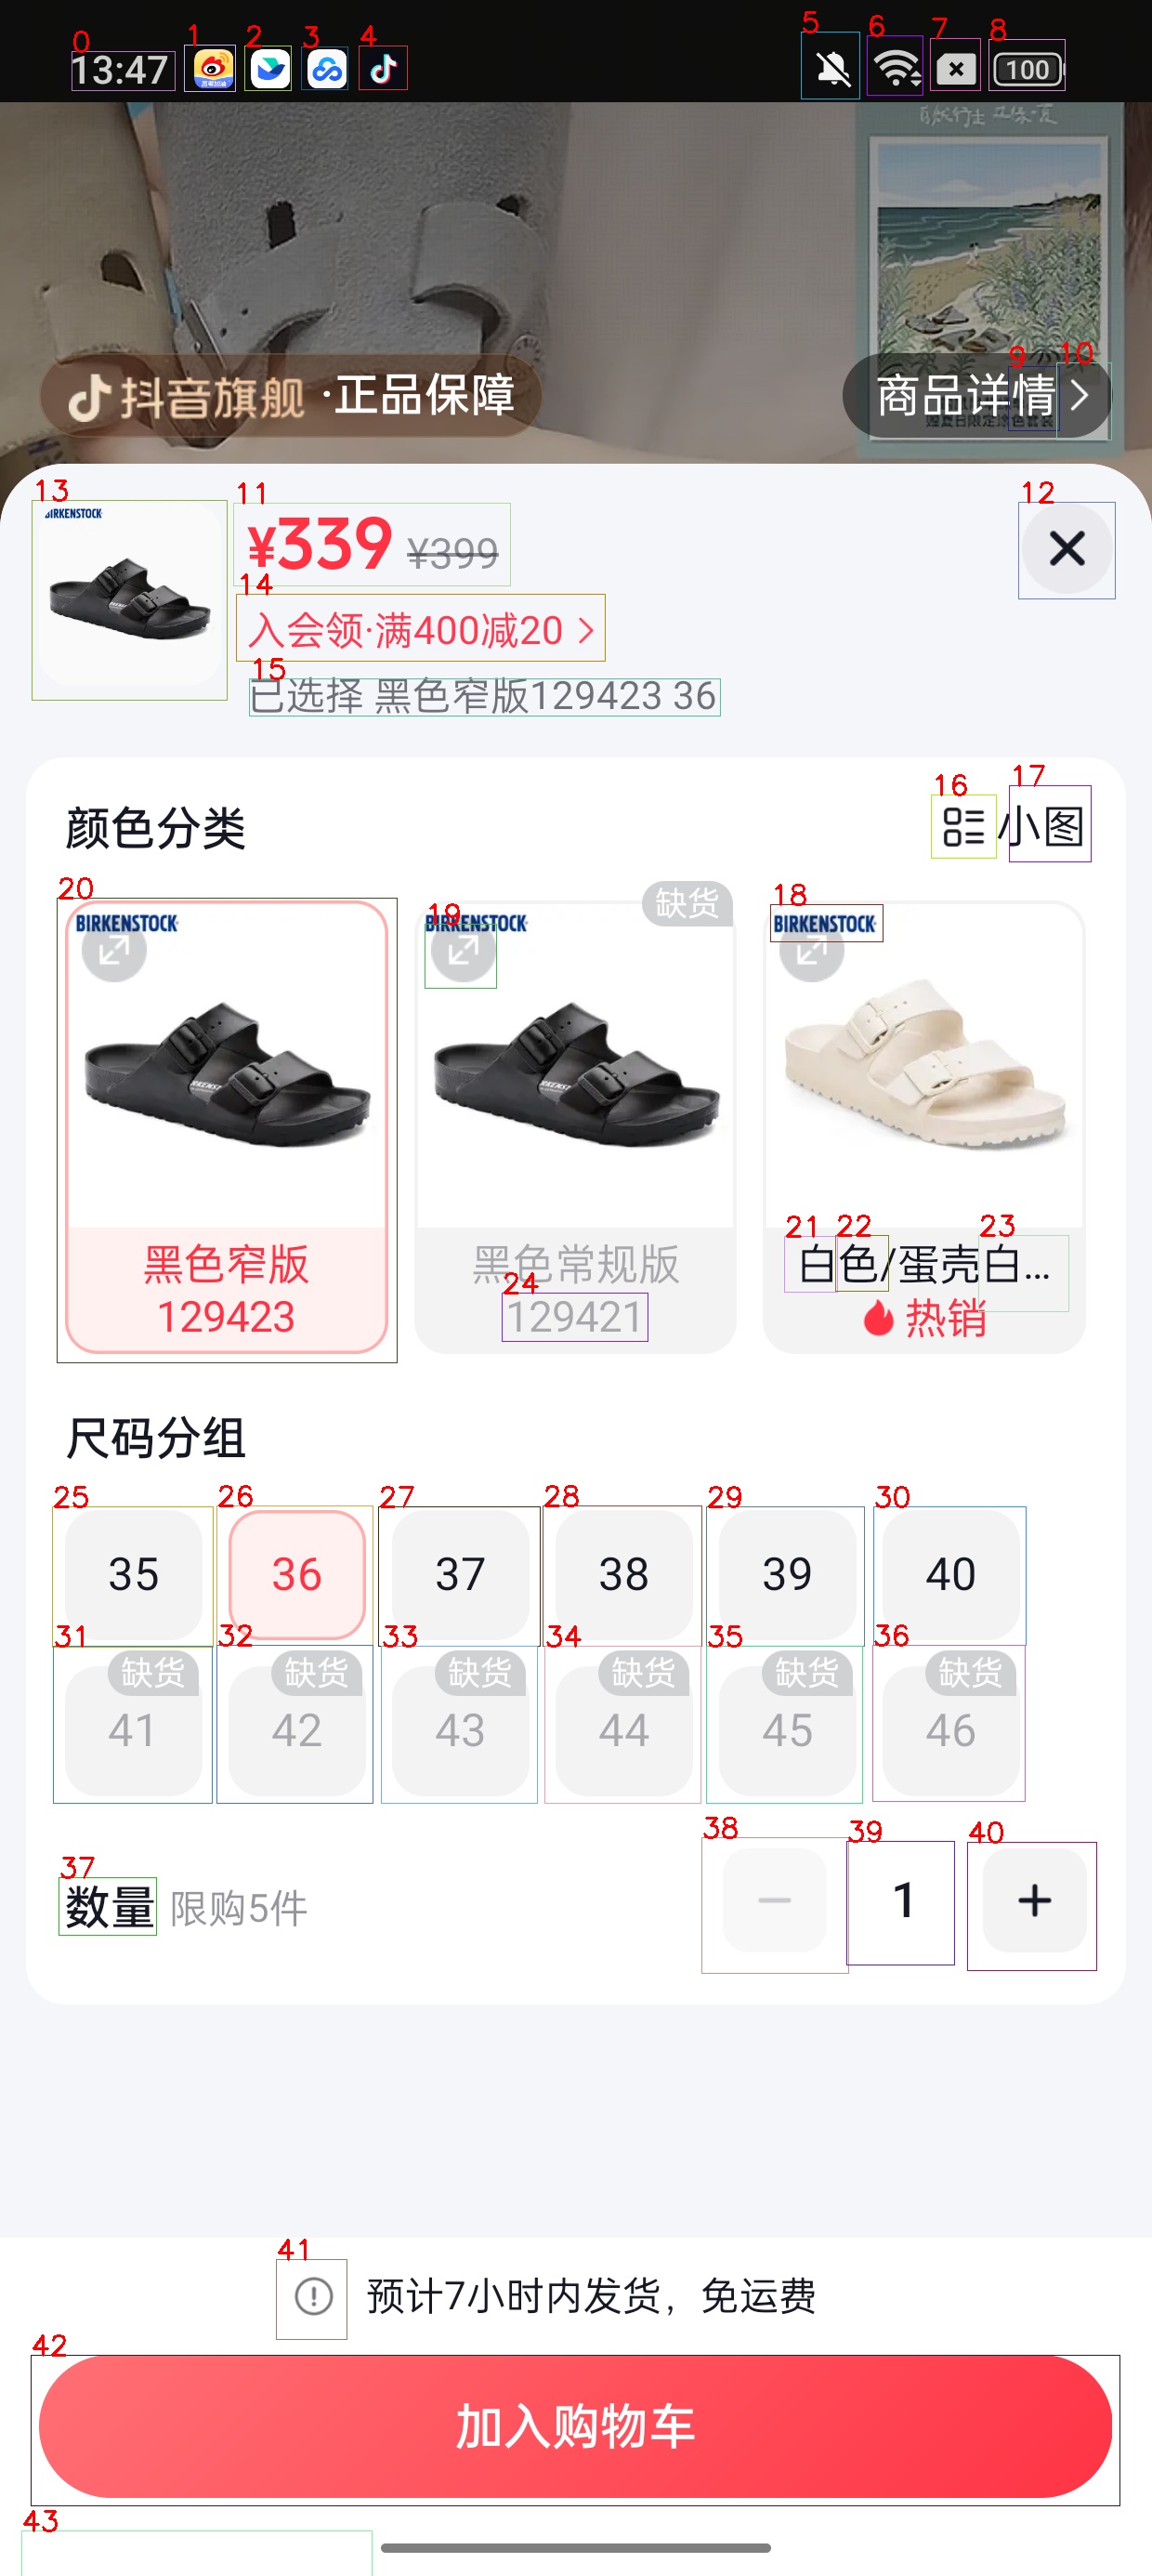 13:47
100
抖音旗舰 ·正品保障
商品详情
BIRKENSTOCK
¥339 ¥399
入会领·满400减20
已选择 黑色窄版129423 36
颜色分类
小图
缺货
BIRKENSTOCK
BIRKENSTOCK
BIRKENSTOCK
黑色窄版
129423
黑色常规版
129421
白色/蛋壳白...
热销
尺码分组
35 36 37 38 39 40
缺货 缺货 缺货 缺货 缺货 缺货
41 42 43 44 45 46
数量 限购5件
1
预计7小时内发货，免运费
加入购物车
0 1 2 3 4 5 6 7 8
9 10
11 12 13
14
15
16 17
18 19 20
21 22 23
24
25 26 27 28 29 30
31 32 33 34 35 36
37 38 39 40
41
42
43